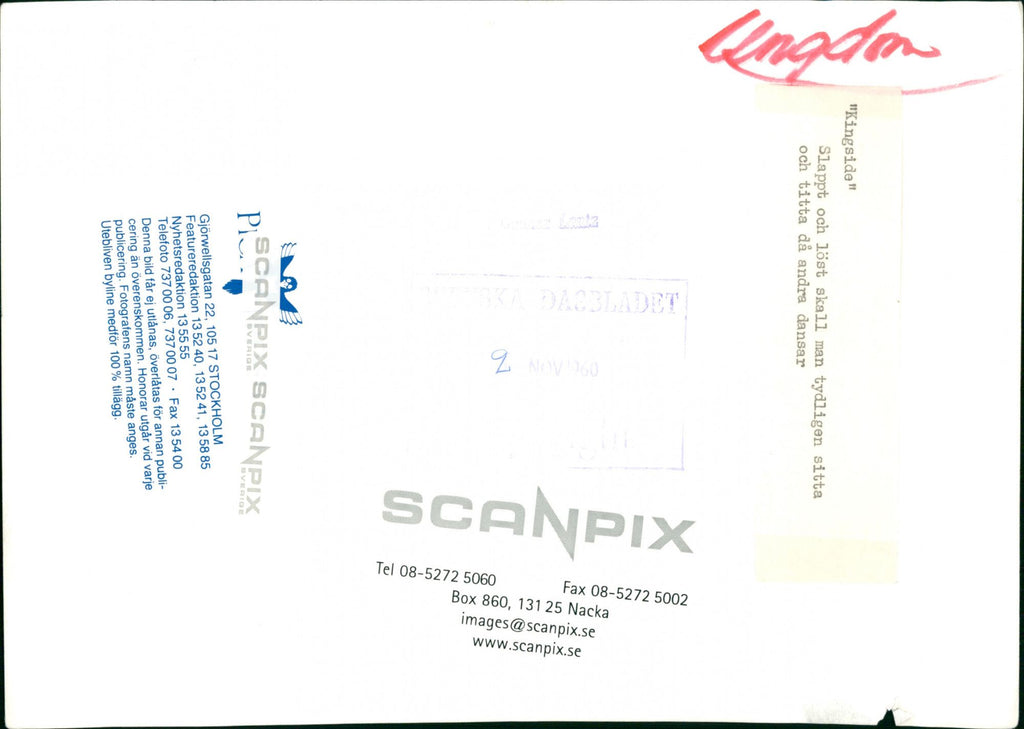 Ungdom
"Kingside"
Slappt och löst skall man tydligen sitta
och titta då andra dansar
Lontz
SKA DAGBLADET
2 NOV 1960
SCANPIX
Tel 08-5272 5060 Fax 08-5272 5002
Box 860, 131 25 Nacka
images@scanpix.se
www.scanpix.se
SCANPIX SCANPIX
SVERIGE SVERIGE
Gjörwellsgatan 22, 105 17 STOCKHOLM
Featureredaktion 13 52 40, 13 52 41, 13 58 85
Nyhetsredaktion 13 55 55
Telefoto 737 00 06, 737 00 07 · Fax 13 54 00
Denna bild får ej utlånas, överlåtas för annan publi-
cering än överenskommen. Honorar utgår vid varje
publicering. Fotografens namn måste anges.
Utebliven byline medför 100% tillägg.